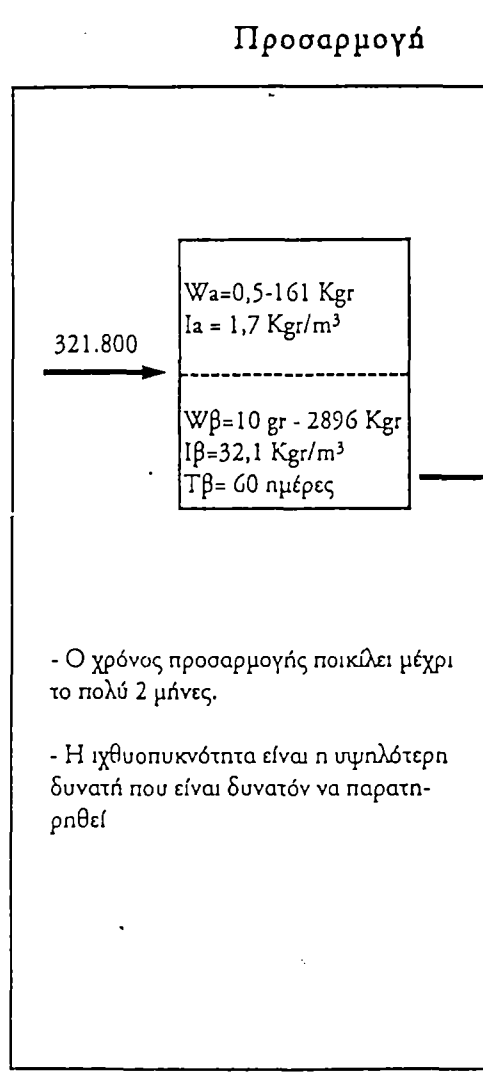 Προσαρμογή
321.800
Wa=0,5-161 Kgr
Ia = 1,7 Kgr/m³
Wβ=10 gr - 2896 Kgr
Iβ=32,1 Kgr/m³
Tβ= 60 ημέρες
- Ο χρόνος προσαρμογής ποικίλει μέχρι
το πολύ 2 μήνες.
- Η ιχθυοπυκνότητα είναι η υψηλότερη
δυνατή που είναι δυνατόν να παρατη-
ρηθεί